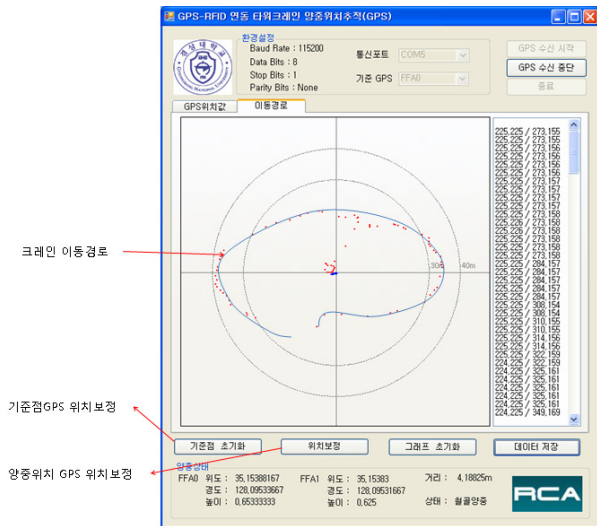 GPS-RFID 연동 타워크레인 양중위치추적(GPS)
환경설정
Baud Rate : 115200
Data Bits : 8
Stop Bits : 1
Parity Bits : None
통신포트 COM5
기준 GPS FFA0
GPS 수신 시작
GPS 수신 중단
종료
GPS위치값 이동경로
30m 40m
225,225 / 273,155
225,225 / 273,155
225,225 / 273,156
225,225 / 273,156
225,225 / 273,156
225,225 / 273,157
225,225 / 273,157
225,225 / 273,157
225,225 / 273,157
225,226 / 273,158
225,226 / 273,158
225,226 / 273,158
225,225 / 273,158
225,225 / 273,158
225,225 / 273,158
225,226 / 284,157
225,225 / 284,157
225,225 / 284,157
225,225 / 284,157
225,225 / 284,157
225,226 / 308,154
225,225 / 308,154
225,225 / 310,155
225,225 / 310,155
225,225 / 314,156
225,225 / 314,156
225,225 / 322,159
224,225 / 322,159
224,225 / 325,161
224,225 / 325,161
224,225 / 325,161
224,225 / 325,161
224,225 / 349,169
크레인 이동경로
기준점GPS 위치보정
양중위치 GPS 위치보정
기준점 초기화 위치보정 그래프 초기화 데이터 저장
양중상태
FFA0 위도 : 35,15388167 FFA1 위도 : 35,15383 거리 : 4,18825m
경도 : 128,09533667 경도 : 128,09531667
높이 : 0,65333333 높이 : 0,625 상태 : 철골양중
RCA